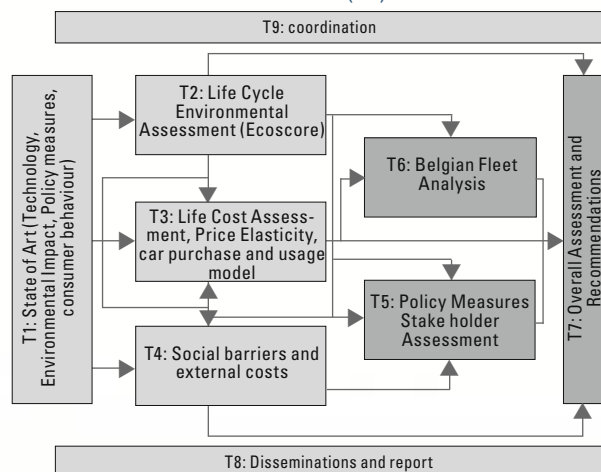 T9: coordination
T1: State of Art (Technology,
Environmental Impact, Policy measures,
consumer behaviour)
T2: Life Cycle
Environmental
Assessment (Ecoscore)
T3: Life Cost Assess-
ment, Price Elasticity,
car purchase and usage
model
T4: Social barriers and
external costs
T6: Belgian Fleet
Analysis
T5: Policy Measures
Stake holder
Assessment
T7: Overall Assessment and
Recommendations
T8: Disseminations and report